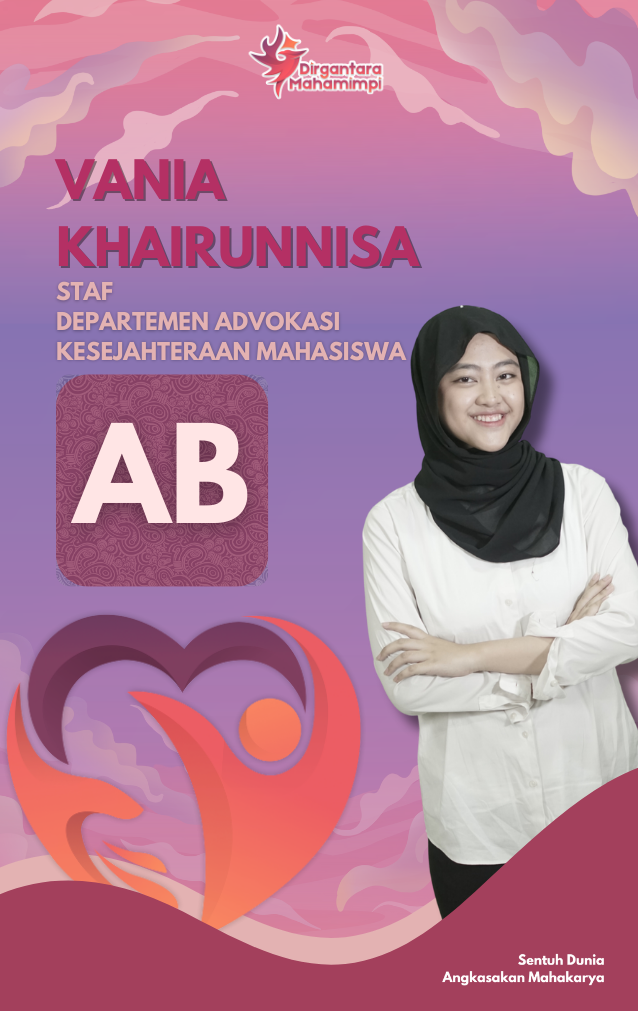 Dirgantara
Mahamimpi
VANIA
KHAIRUNNISA
STAF
DEPARTEMEN ADVOKASI
KESEJAHTERAAN MAHASISWA
AB
Sentuh Dunia
Angkasakan Mahakarya